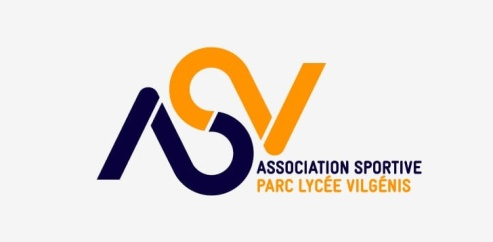 ASV
ASSOCIATION SPORTIVE
PARC LYCÉE VILGÉNIS